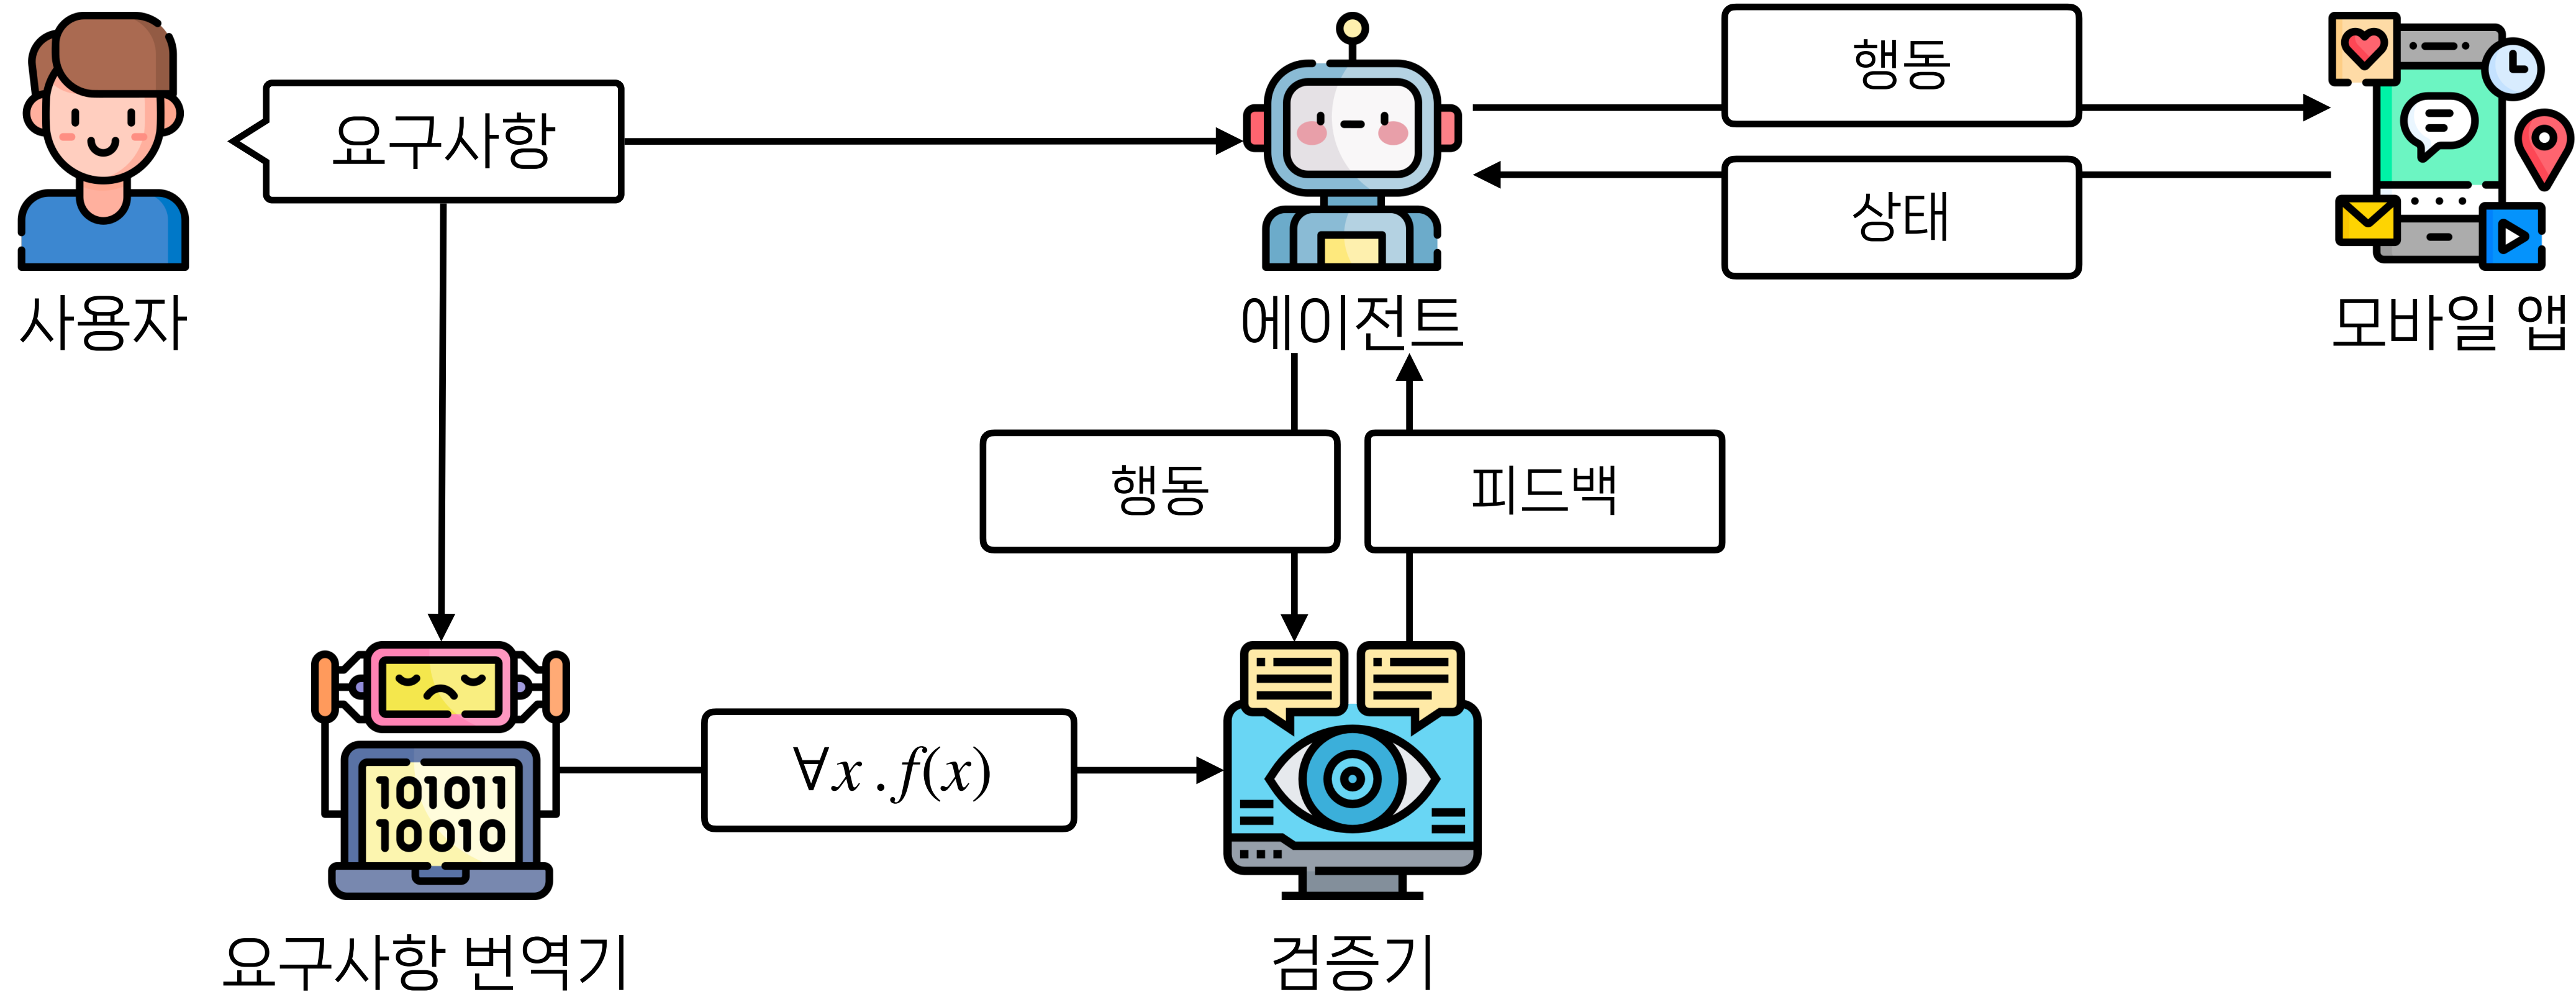 요구사항
행동
상태
사용자
에이전트
모바일 앱
행동
피드백
101011
10010
∀x .f(x)
요구사항 번역기
검증기